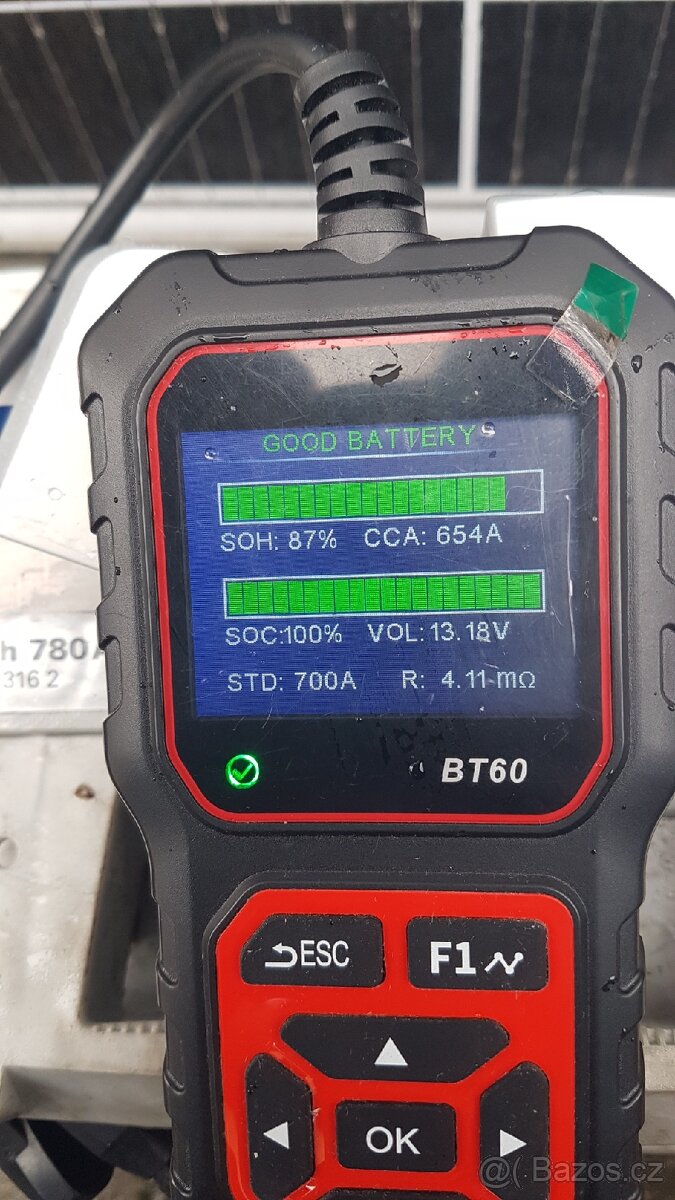 GOOD BATTERY
SOH: 87% CCA: 654A
SOC:100% VOL:13.18V
STD: 700A R: 4.11 mΩ
h 780A
316 2
BT60
ESC
F1
OK
@( Bazos.cz